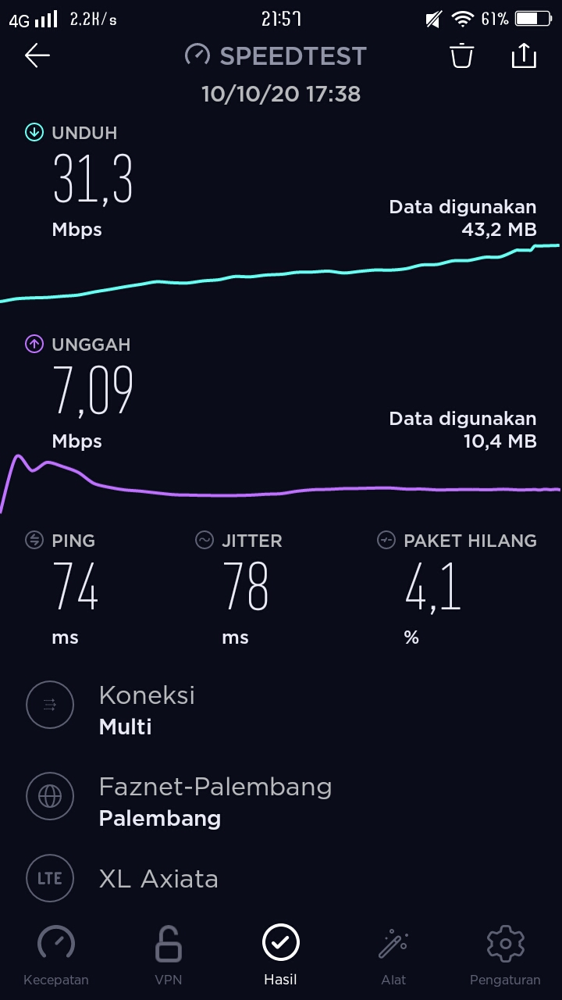 4G 2.2K/s 21:57 61%
SPEEDTEST
10/10/20 17:38
UNDUH
31,3
Mbps
Data digunakan
43,2 MB
UNGGAH
7,09
Mbps
Data digunakan
10,4 MB
PING JITTER PAKET HILANG
74 78 4,1
ms ms %
Koneksi
Multi
Faznet-Palembang
Palembang
LTE XL Axiata
Kecepatan VPN Hasil Alat Pengaturan